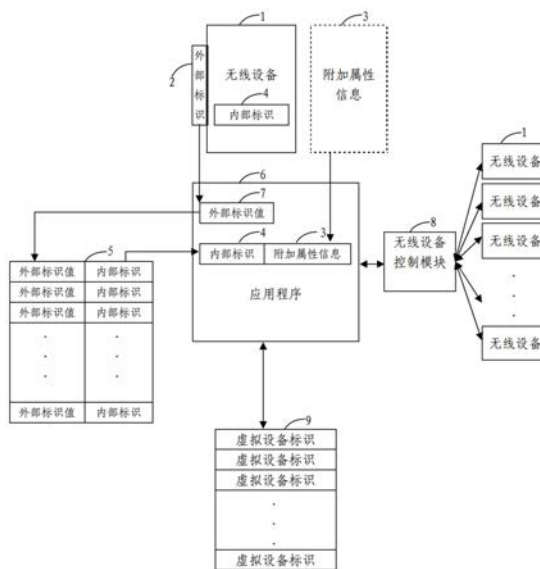 1
3
2
外部标识
无线设备
4
内部标识
附加属性
信息
6
7
外部标识值
4
3
内部标识 附加属性信息
应用程序
5
外部标识值 内部标识
外部标识值 内部标识
外部标识值 内部标识
外部标识值 内部标识
8
无线设备
控制模块
1
无线设备
无线设备
无线设备
无线设备
9
虚拟设备标识
虚拟设备标识
虚拟设备标识
虚拟设备标识